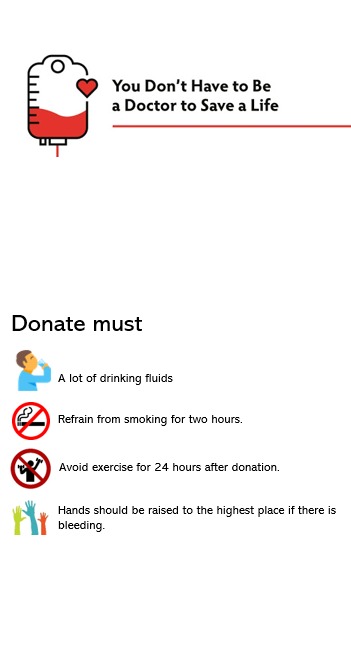 You Don't Have to Be
a Doctor to Save a Life
Donate must
A lot of drinking fluids
Refrain from smoking for two hours.
Avoid exercise for 24 hours after donation.
Hands should be raised to the highest place if there is
bleeding.